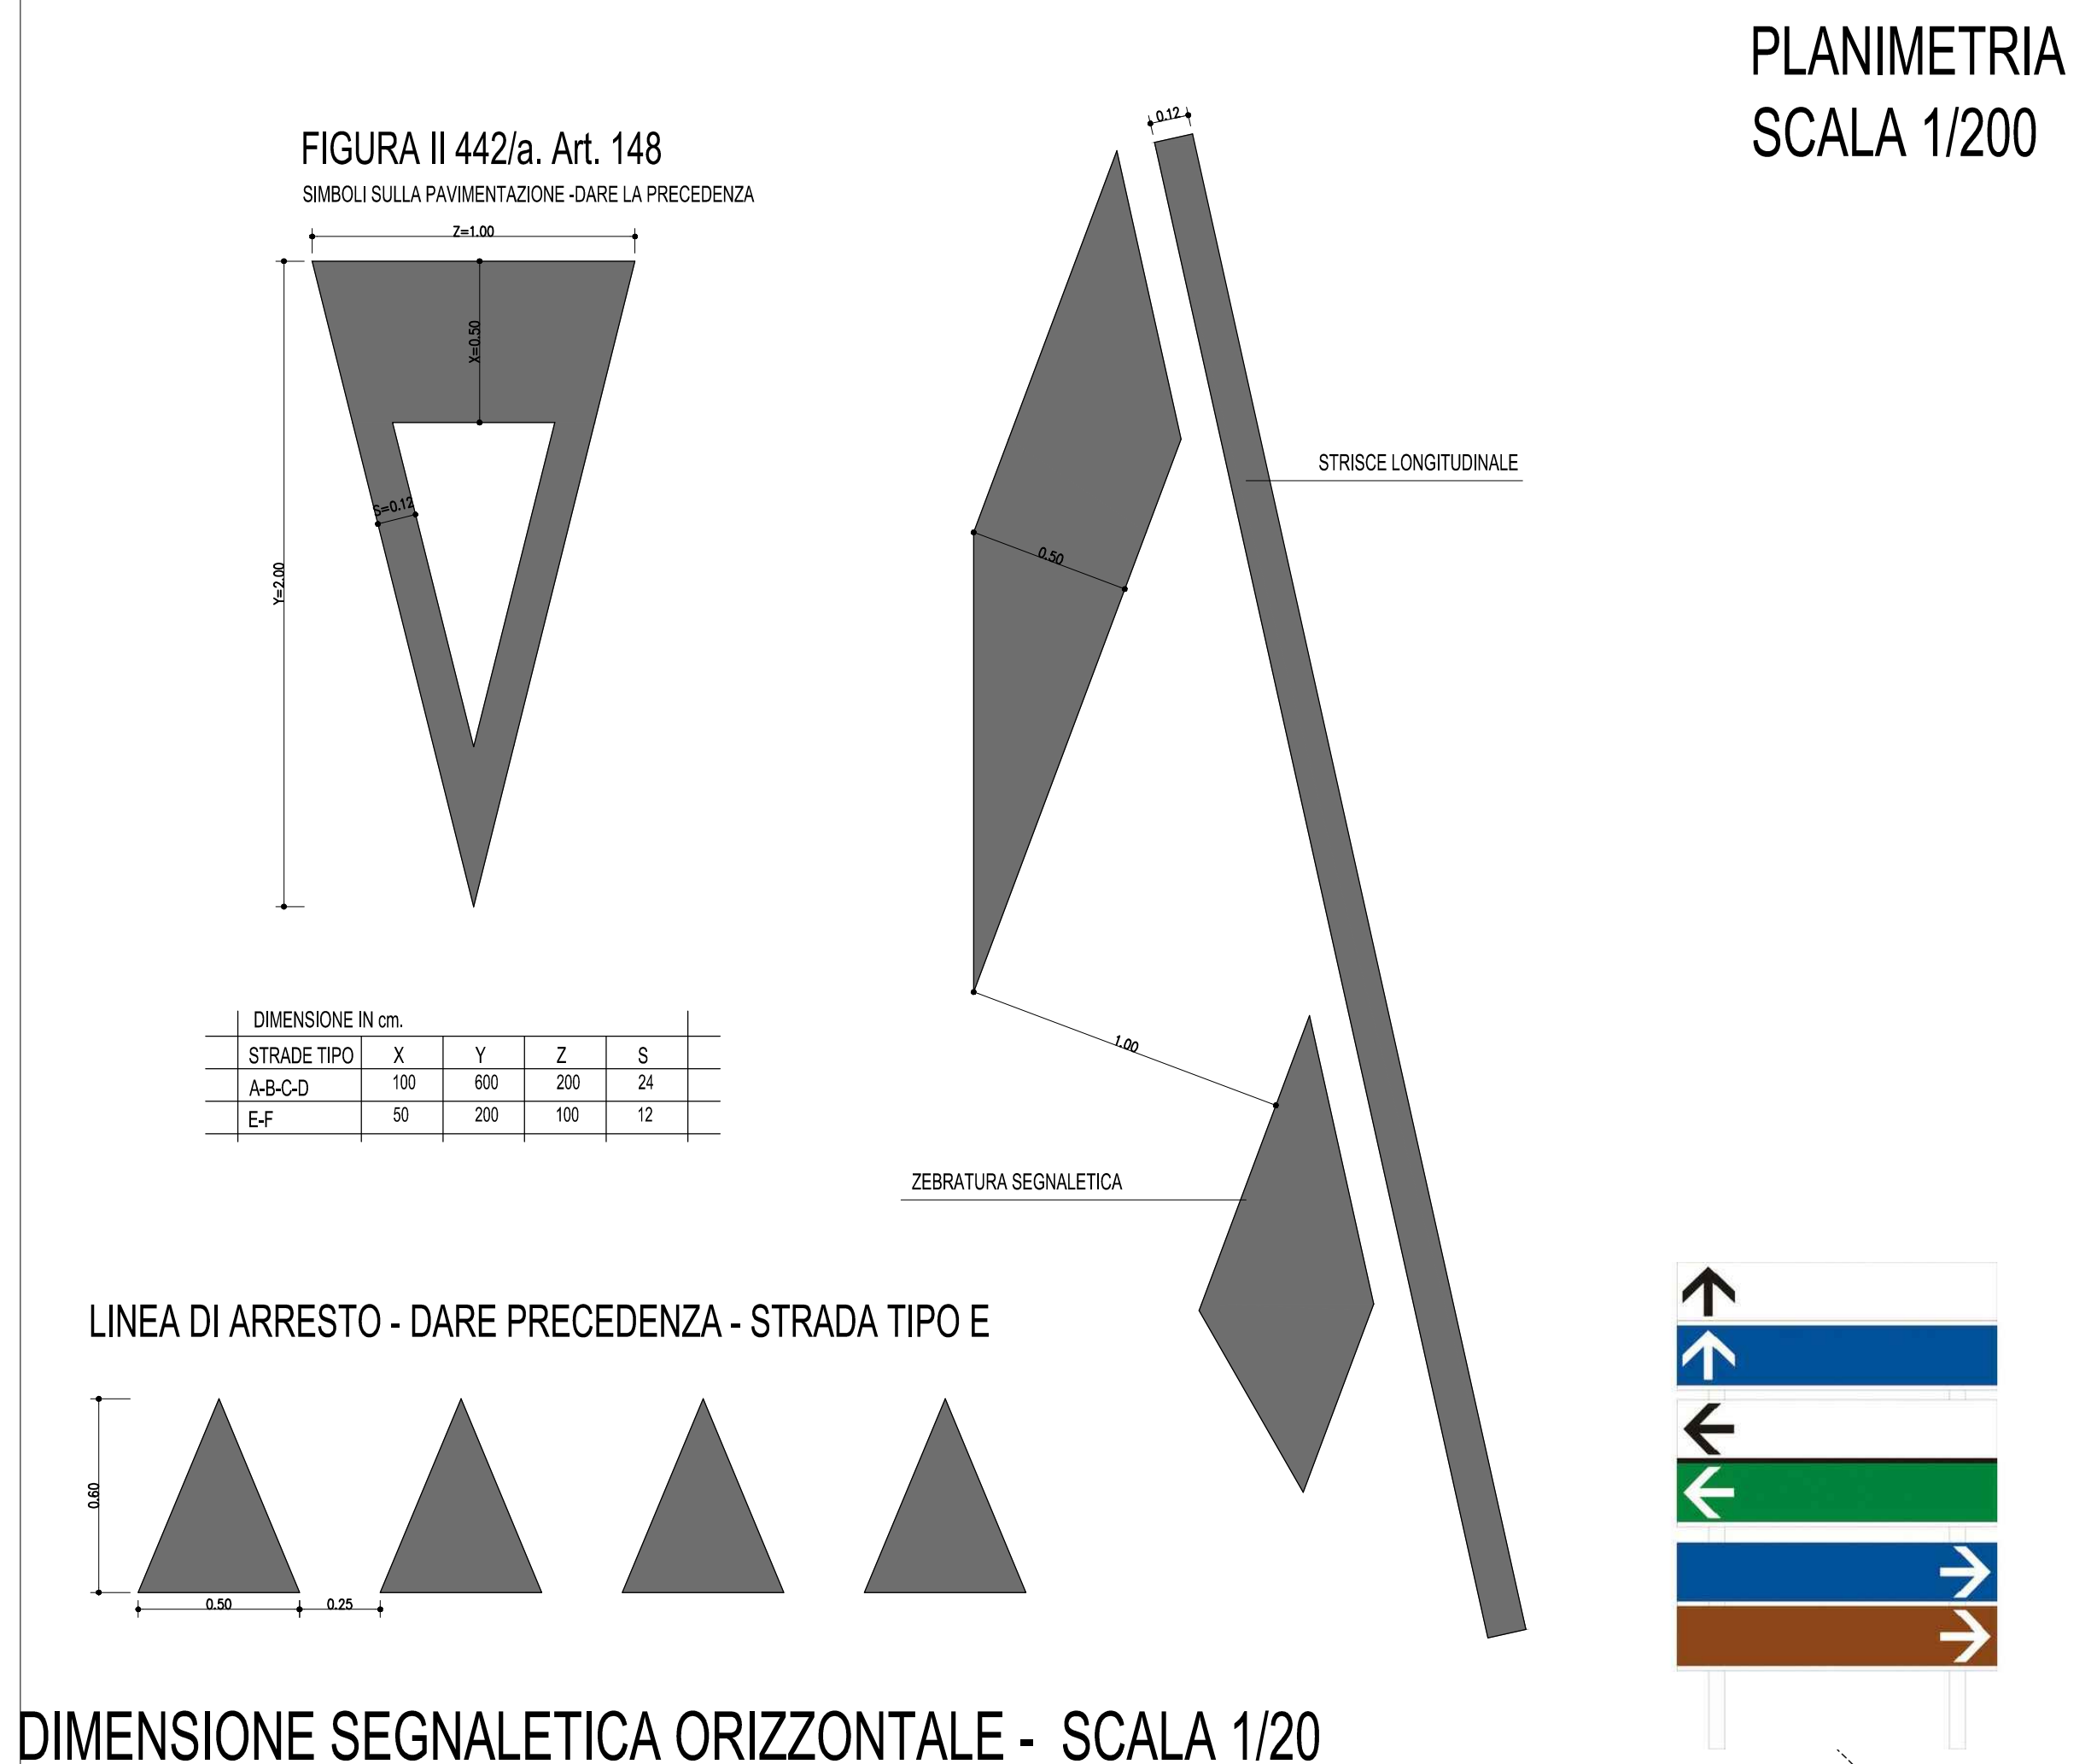 PLANIMETRIA
SCALA 1/200
FIGURA II 442/a. Art. 148
SIMBOLI SULLA PAVIMENTAZIONE -DARE LA PRECEDENZA
Z=1.00
X=0.50
S=0.12
Y=2.00
DIMENSIONE IN cm.
STRADE TIPO X Y Z S
A-B-C-D 100 600 200 24
E-F 50 200 100 12
0.12
STRISCE LONGITUDINALE
0.50
1.00
ZEBRATURA SEGNALETICA
LINEA DI ARRESTO - DARE PRECEDENZA - STRADA TIPO E
0.60
0.50
0.25
DIMENSIONE SEGNALETICA ORIZZONTALE - SCALA 1/20